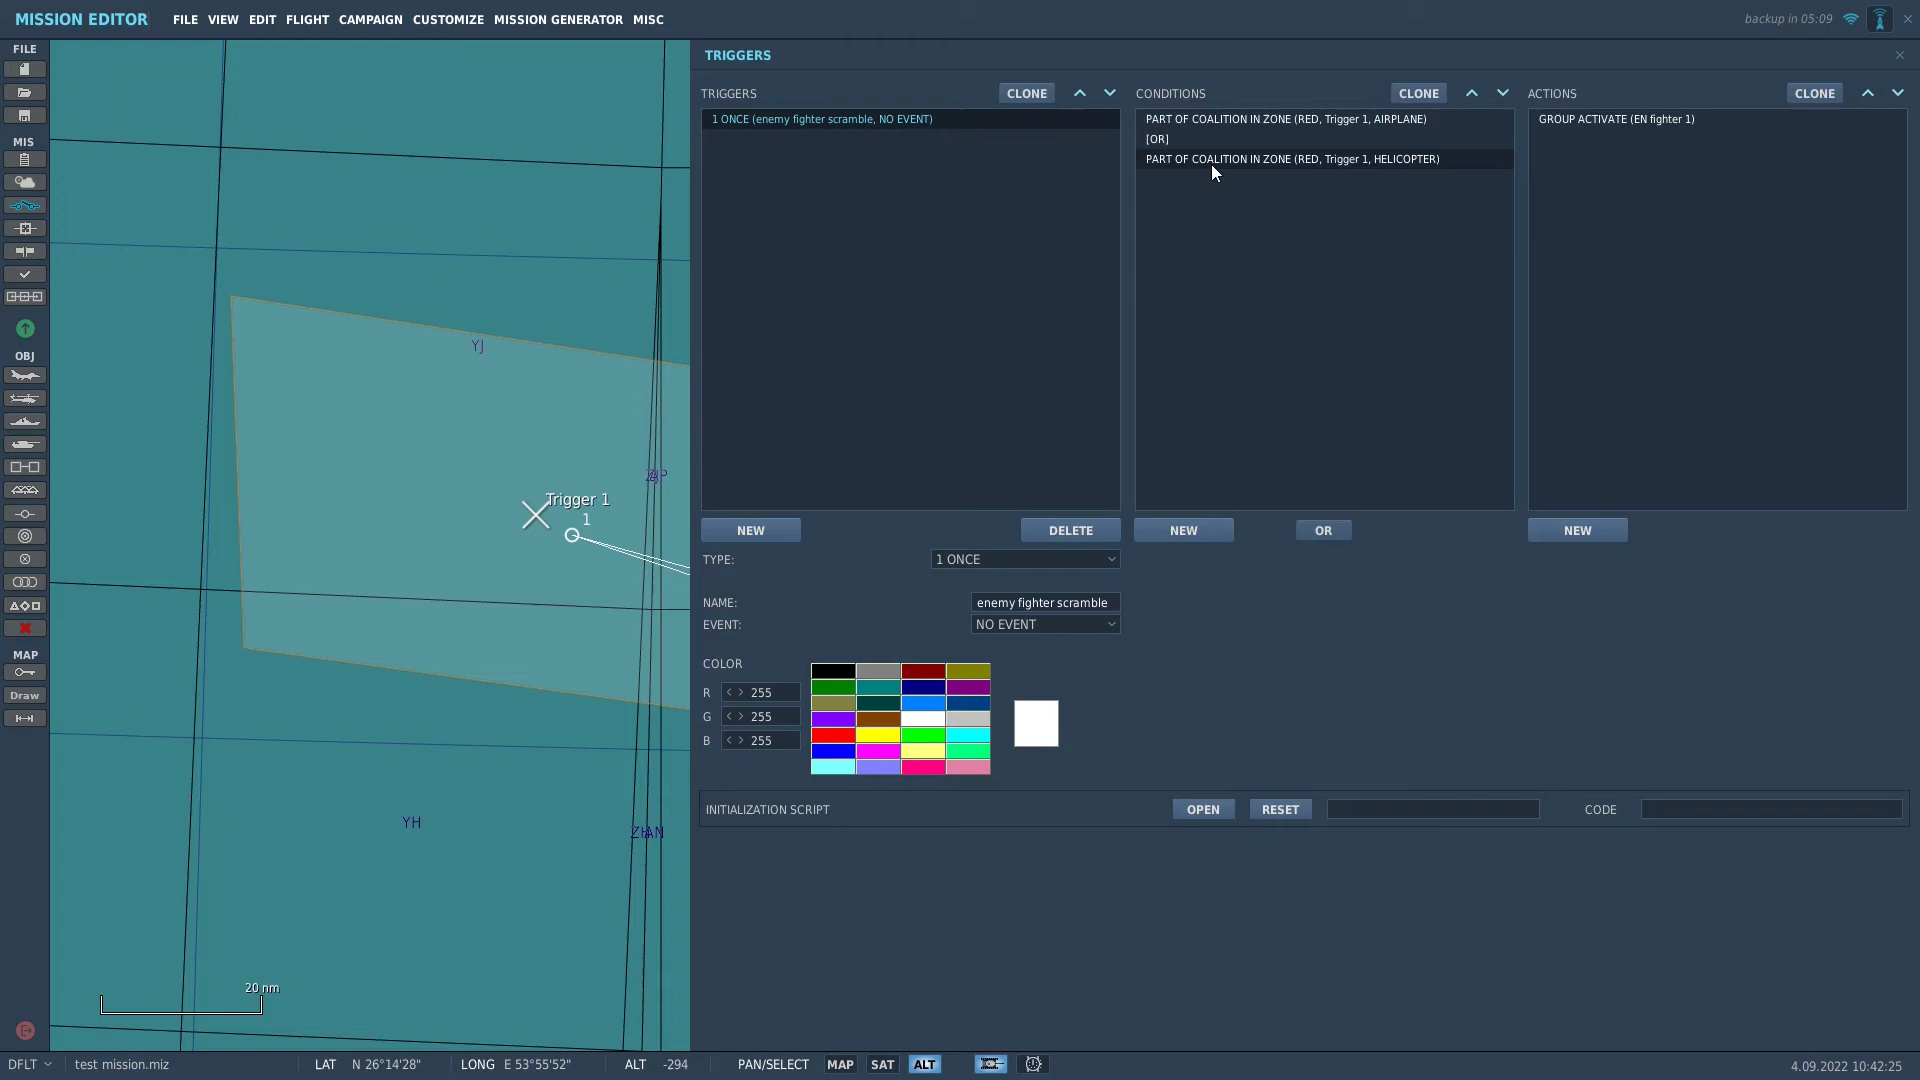 MISSION EDITOR
FILE VIEW EDIT FLIGHT CAMPAIGN CUSTOMIZE MISSION GENERATOR MISC
backup in 05:09
FILE
MIS
OBJ
MAP
Draw
YJ
Trigger 1
1
YH
20 nm
TRIGGERS
TRIGGERS
CLONE
1 ONCE (enemy fighter scramble, NO EVENT)
NEW
DELETE
TYPE:
1 ONCE
NAME:
enemy fighter scramble
EVENT:
NO EVENT
COLOR
R 255
G 255
B 255
CONDITIONS
CLONE
PART OF COALITION IN ZONE (RED, Trigger 1, AIRPLANE)
[OR]
PART OF COALITION IN ZONE (RED, Trigger 1, HELICOPTER)
NEW
OR
ACTIONS
CLONE
GROUP ACTIVATE (EN fighter 1)
NEW
INITIALIZATION SCRIPT
OPEN
RESET
CODE
DFLT
test mission.miz
LAT N 26°14'28"
LONG E 53°55'52"
ALT -294
PAN/SELECT
MAP
SAT
ALT
4.09.2022 10:42:25